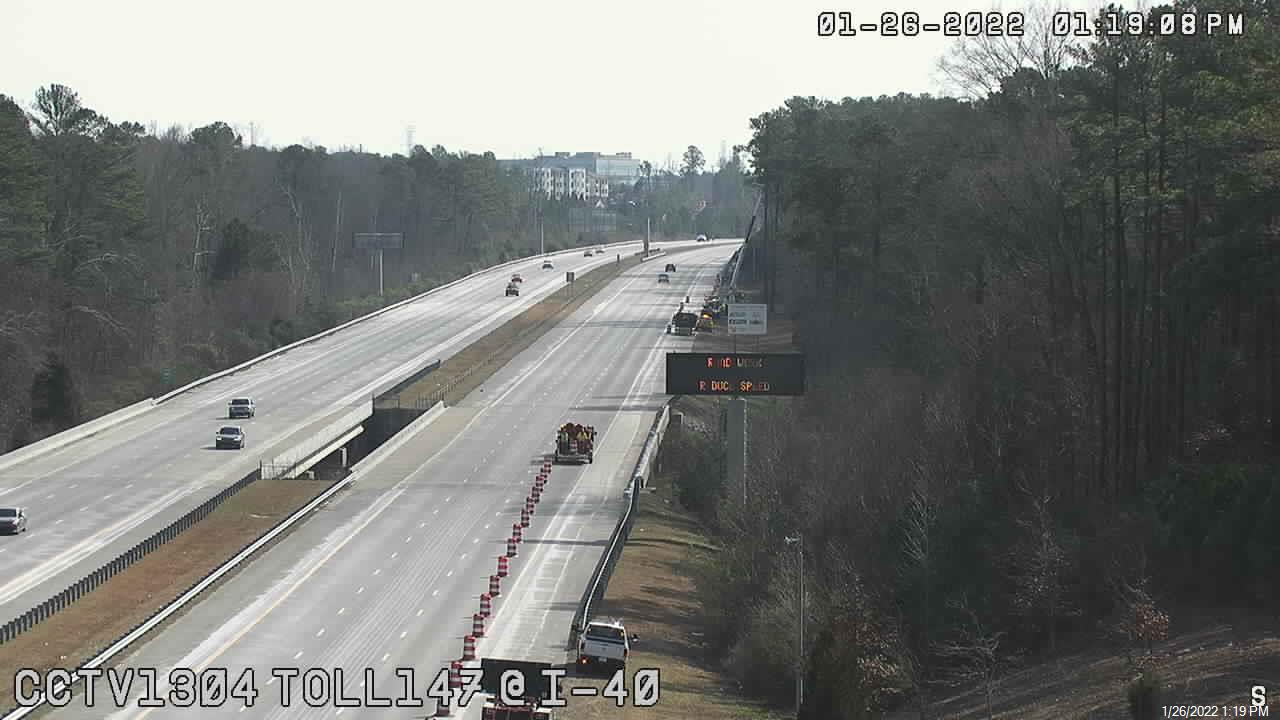 01-26-2022 01:19:08 PM
ROAD WORK
R DUC SPEED
CCTV1304 TOLL147 @ I-40
S
1/26/2022 1:19 PM